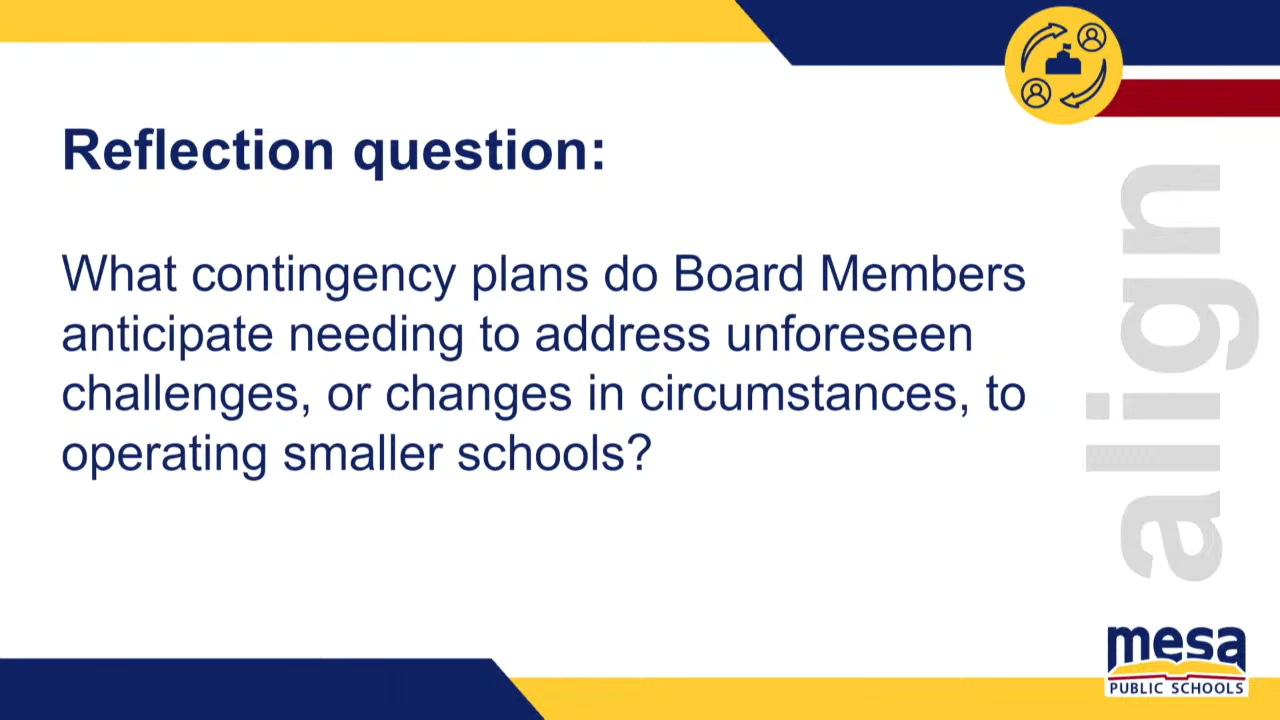 Reflection question:
What contingency plans do Board Members
anticipate needing to address unforeseen
challenges, or changes in circumstances, to
operating smaller schools?
align
mesa
PUBLIC SCHOOLS